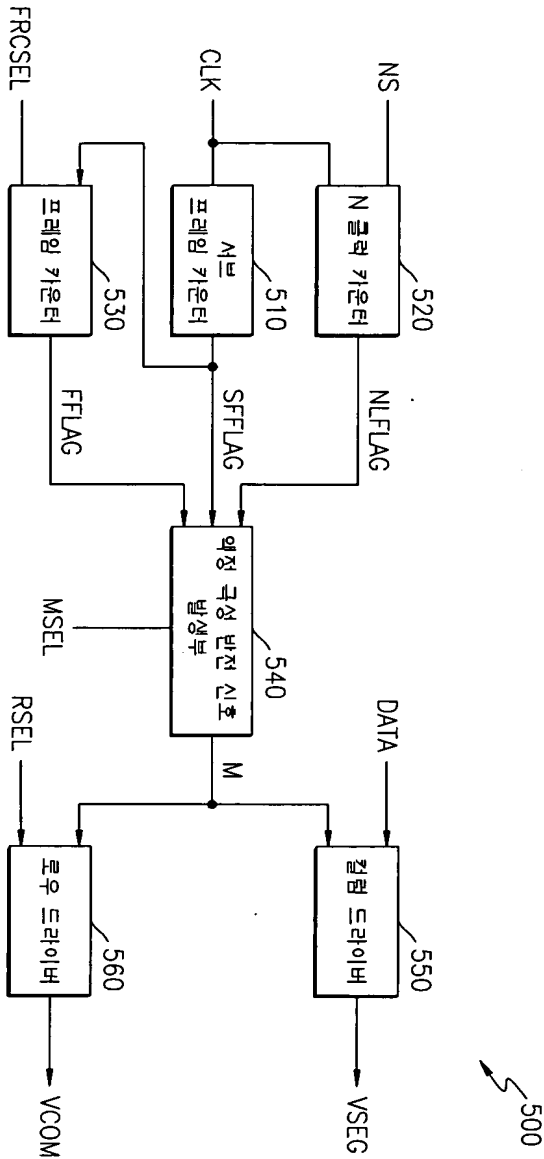 500
NS
N 클럭 카운터
520
NLFLAG
DATA
컬럼 드라이버
550
VSEG
CLK
서브
프레임 카운터
510
SFFLAG
액정 극성 반전 신호
발생부
540
M
FRCSEL
프레임 카운터
530
FFLAG
MSEL
RSEL
로우 드라이버
560
VCOM